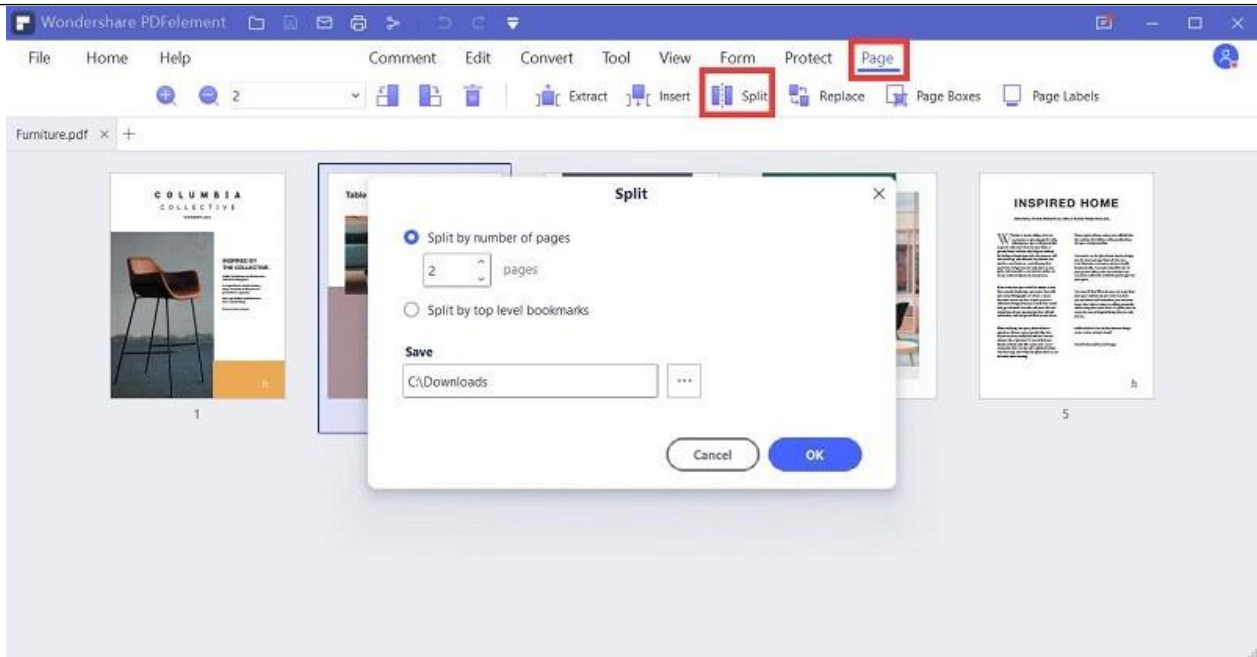 Wondershare PDFelement
File Home Help Comment Edit Convert Tool View Form Protect Page
2 Extract Insert Split Replace Page Boxes Page Labels
Furniture.pdf × +
COLUMBIA
COLLECTIVE
INSPIRED BY
THE COLLECTIVE.
h
1
Table
Split
Split by number of pages
2 pages
Split by top level bookmarks
Save
C:\Downloads ...
Cancel OK
INSPIRED HOME
h
5